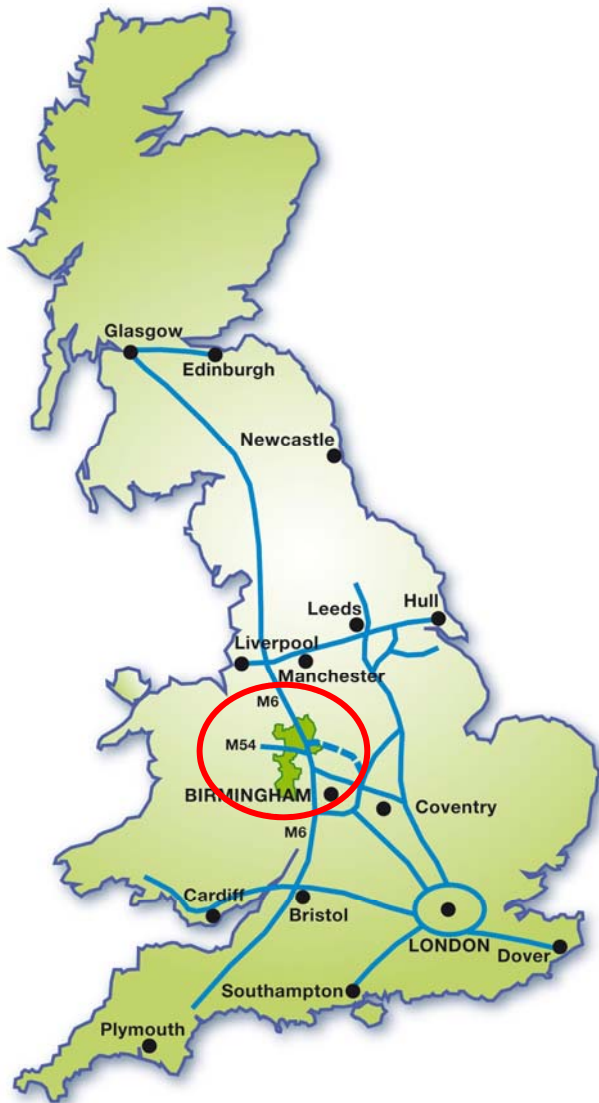 Glasgow
Edinburgh
Newcastle
Leeds
Hull
Liverpool
Manchester
M6
M54
BIRMINGHAM
Coventry
M6
Cardiff
Bristol
LONDON
Dover
Southampton
Plymouth